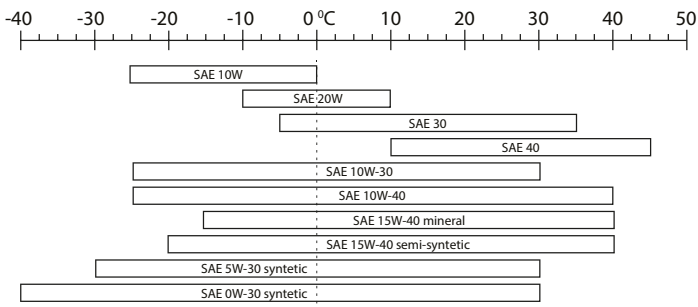 -40 -30 -20 -10 0 ºC 10 20 30 40 50
SAE 10W
SAE 20W
SAE 30
SAE 40
SAE 10W-30
SAE 10W-40
SAE 15W-40 mineral
SAE 15W-40 semi-syntetic
SAE 5W-30 syntetic
SAE 0W-30 syntetic